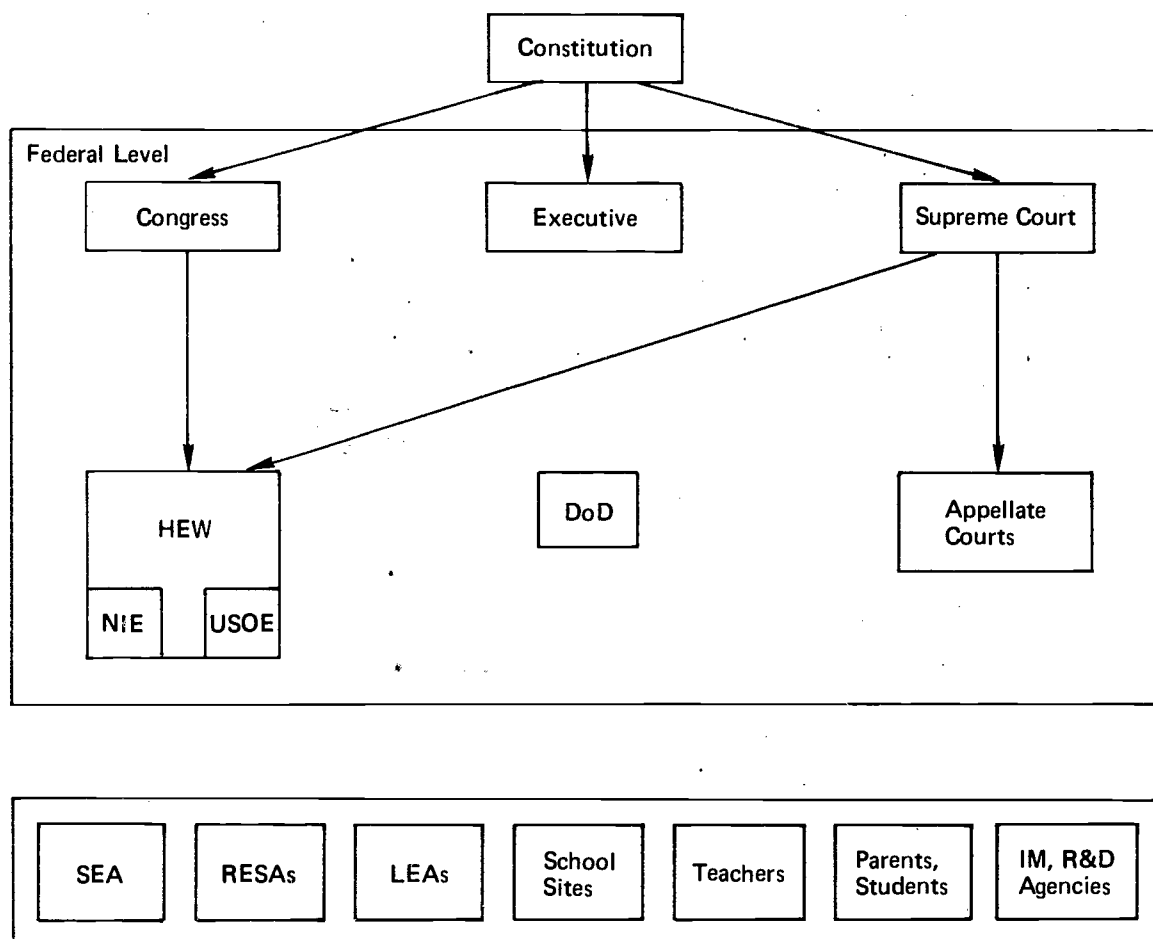 Constitution
Federal Level
Congress
Executive
Supreme Court
HEW
DoD
Appellate
Courts
NIE
USOE
SEA
RESAs
LEAs
School
Sites
Teachers
Parents,
Students
IM, R&D
Agencies